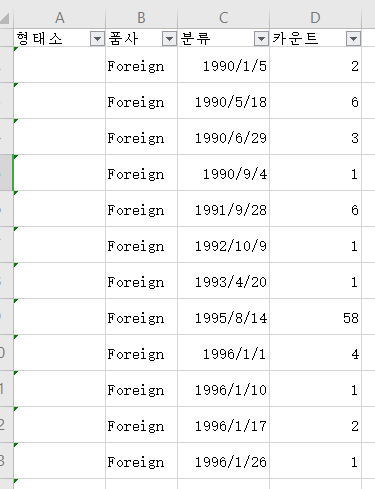 A B C D
형태소 품사 분류 카운트
Foreign 1990/1/5 2
Foreign 1990/5/18 6
Foreign 1990/6/29 3
Foreign 1990/9/4 1
Foreign 1991/9/28 6
Foreign 1992/10/9 1
Foreign 1993/4/20 1
Foreign 1995/8/14 58
Foreign 1996/1/1 4
Foreign 1996/1/10 1
Foreign 1996/1/17 2
Foreign 1996/1/26 1